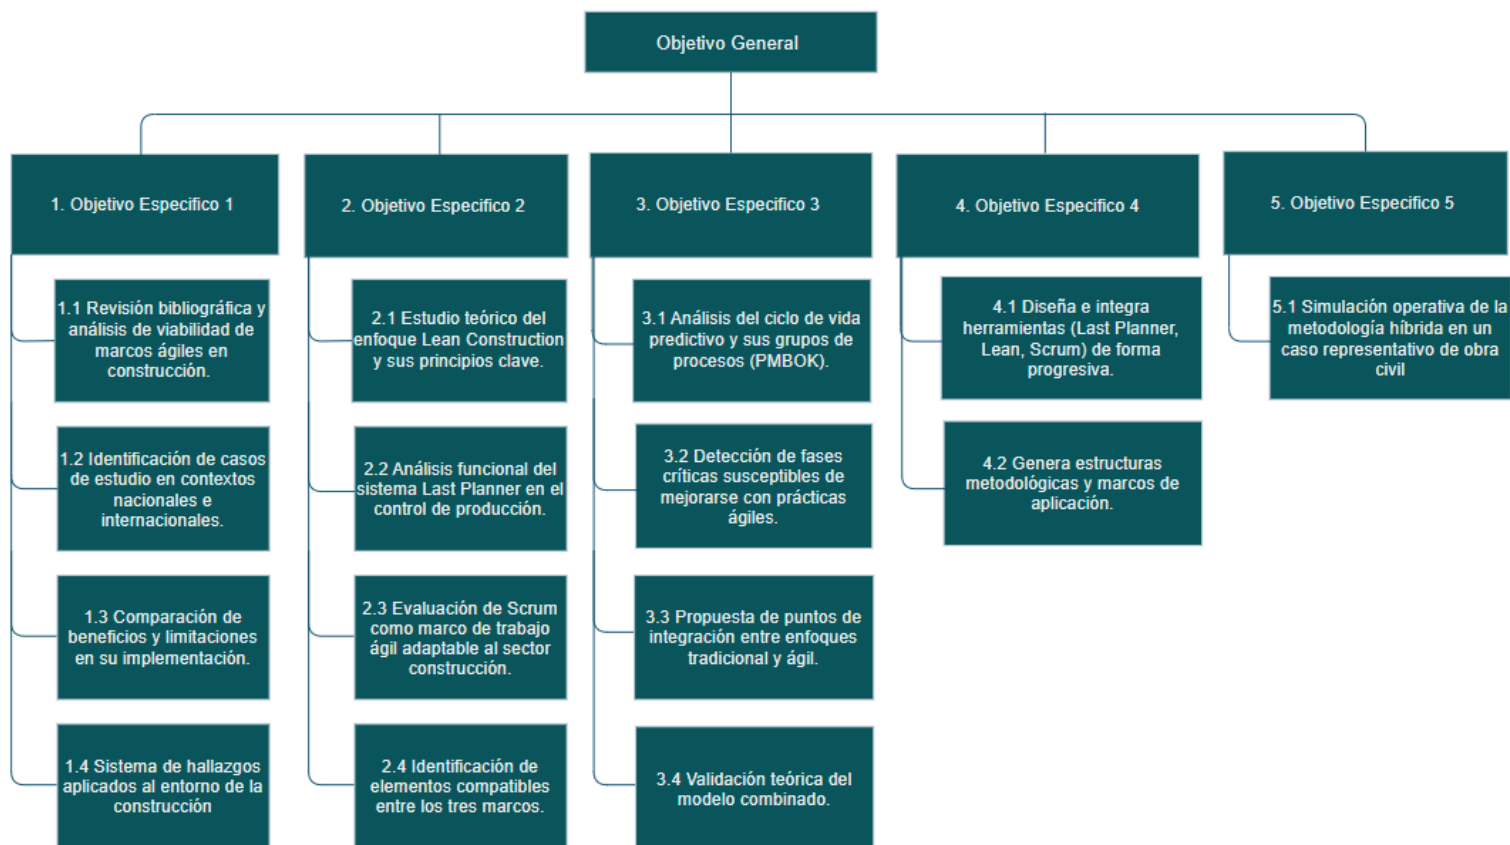 Objetivo General
1. Objetivo Especifico 1
1.1 Revisión bibliográfica y
análisis de viabilidad de
marcos ágiles en
construcción.
1.2 Identificación de casos
de estudio en contextos
nacionales e
internacionales.
1.3 Comparación de
beneficios y limitaciones
en su implementación.
1.4 Sistema de hallazgos
aplicados al entorno de la
construcción
2. Objetivo Especifico 2
2.1 Estudio teórico del
enfoque Lean Construction
y sus principios clave.
2.2 Análisis funcional del
sistema Last Planner en el
control de producción.
2.3 Evaluación de Scrum
como marco de trabajo
ágil adaptable al sector
construcción.
2.4 Identificación de
elementos compatibles
entre los tres marcos.
3. Objetivo Especifico 3
3.1 Análisis del ciclo de vida
predictivo y sus grupos de
procesos (PMBOK).
3.2 Detección de fases
críticas susceptibles de
mejorarse con prácticas
ágiles.
3.3 Propuesta de puntos de
integración entre enfoques
tradicional y ágil.
3.4 Validación teórica del
modelo combinado.
4. Objetivo Especifico 4
4.1 Diseña e integra
herramientas (Last Planner,
Lean, Scrum) de forma
progresiva.
4.2 Genera estructuras
metodológicas y marcos de
aplicación.
5. Objetivo Especifico 5
5.1 Simulación operativa de la
metodología híbrida en un
caso representativo de obra
civil